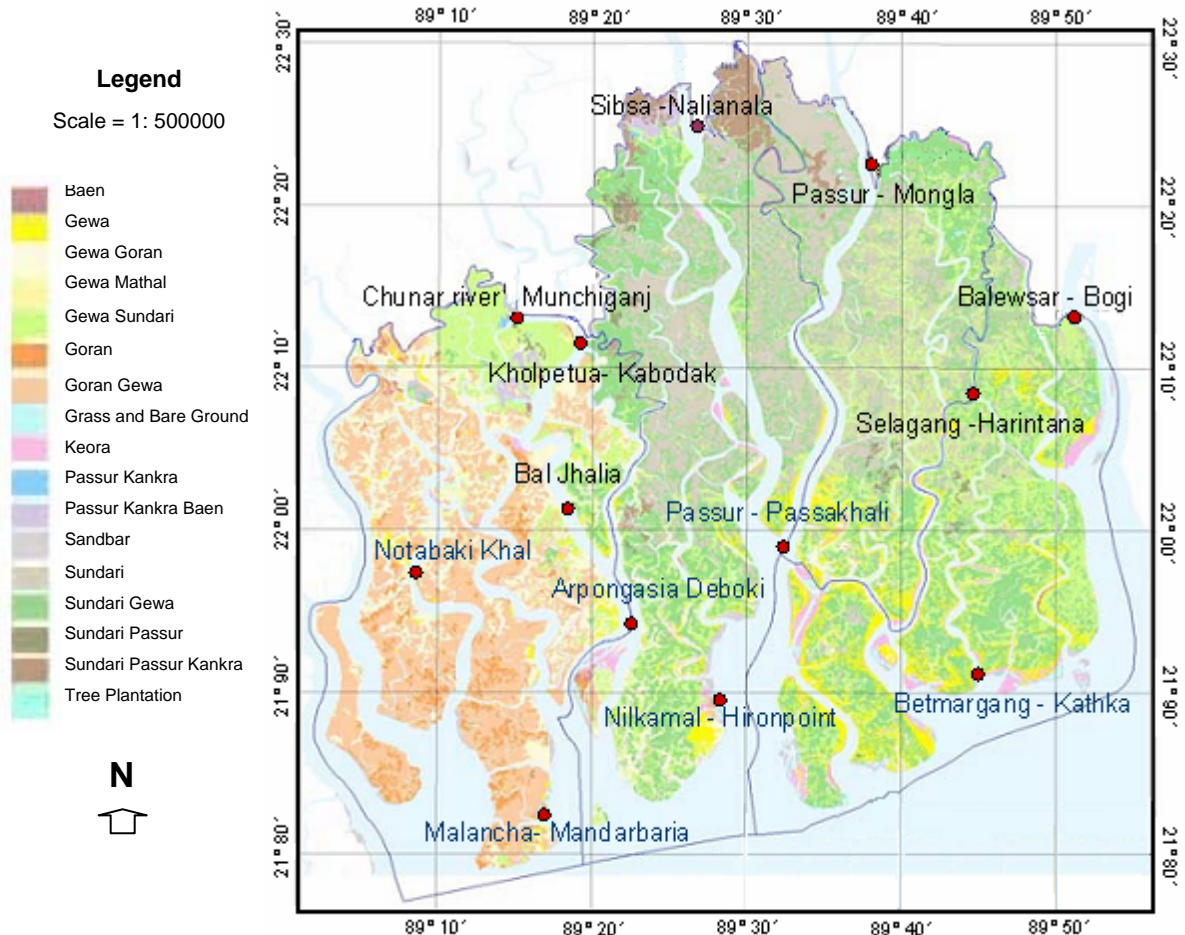 Legend
Scale = 1: 500000
Baen
Gewa
Gewa Goran
Gewa Mathal
Gewa Sundari
Goran
Goran Gewa
Grass and Bare Ground
Keora
Passur Kankra
Passur Kankra Baen
Sandbar
Sundari
Sundari Gewa
Sundari Passur
Sundari Passur Kankra
Tree Plantation
N
89° 10´ 89° 20´ 89° 30´ 89° 40´ 89° 50´
22° 30´
22° 20´
22° 10´
22° 00´
21° 90´
21° 80´
Sibsa -Nalianala
Passur - Mongla
Chunar river' Munchiganj
Balewsar - Bogi
Kholpetua- Kabodak
Selagang -Harintana
Bal Jhalia
Passur - Passakhali
Notabaki Khal
Arpongasia Deboki
Betmargang - Kathka
Nilkamal - Hironpoint
Malancha- Mandarbaria
22° 30´
22° 20´
22° 10´
22° 00´
21° 90´
21° 80´
89° 10´ 89° 20´ 89° 30´ 89° 40´ 89° 50´